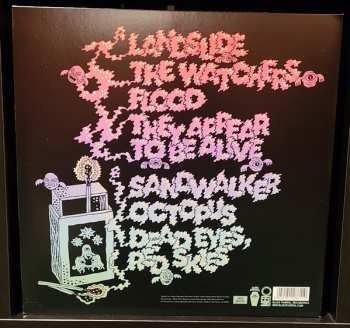 A
LANDSLIDE
THE WATCHERS
FLOOD
THEY APPEAR
TO BE ALIVE
B
SANDWALKER
OCTOPUS
DEAD EYES,
RED SKIES